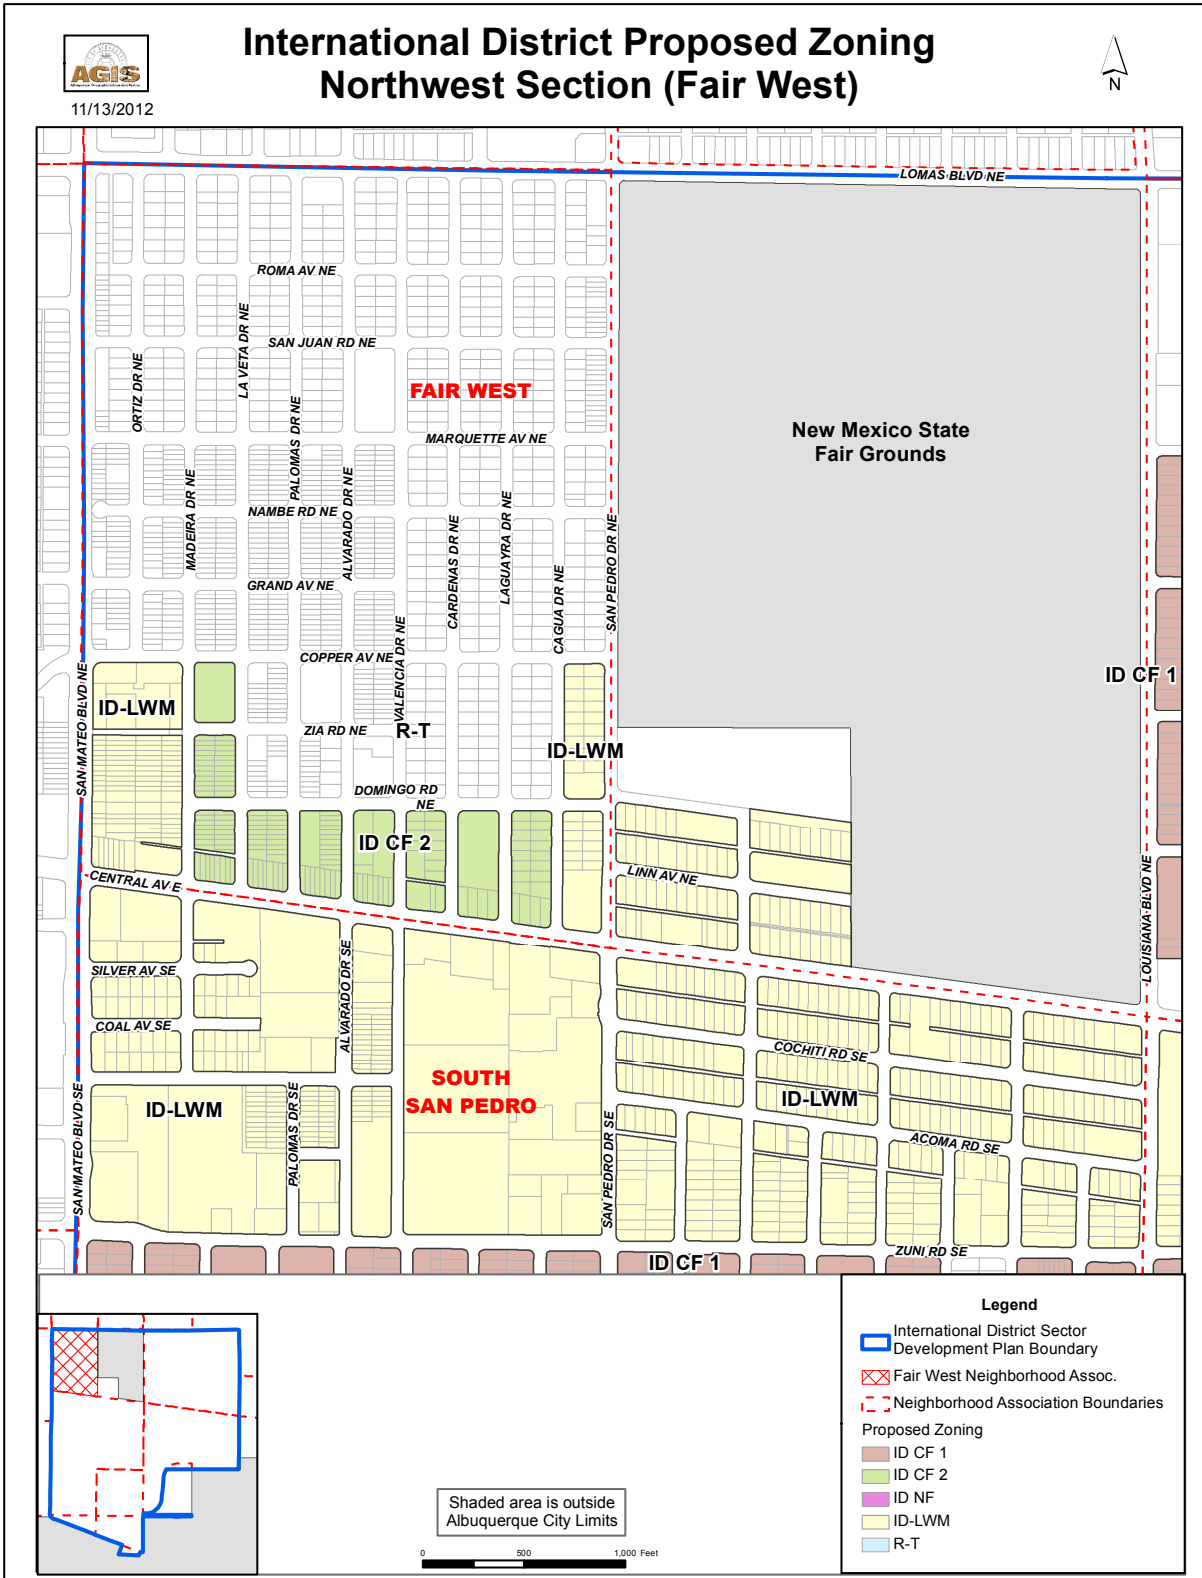 International District Proposed Zoning
Northwest Section (Fair West)
AGIS
11/13/2012
N
LOMAS BLVD NE
ROMA AV NE
LA VETA DR NE
SAN JUAN RD NE
ORTIZ DR NE
FAIR WEST
PALOMAS DR NE
MARQUETTE AV NE
New Mexico State
Fair Grounds
MADEIRA DR NE
ALVARADO DR NE
NAMBE RD NE
CARDENAS DR NE
LAGUAYRA DR NE
CAGUA DR NE
SAN PEDRO DR NE
GRAND AV NE
VALENCIA DR NE
COPPER AV NE
SAN MATEO BLVD NE
ID-LWM
ID CF 1
ZIA RD NE
R-T
ID-LWM
DOMINGO RD
NE
ID CF 2
LINN AV NE
CENTRAL AV E
LOUISIANA BLVD NE
SILVER AV SE
ALVARADO DR SE
COAL AV SE
COCHITI RD SE
SOUTH
SAN PEDRO
ID-LWM
ID-LWM
SAN MATEO BLVD SE
PALOMAS DR SE
SAN PEDRO DR SE
ACOMA RD SE
ZUNI RD SE
ID CF 1
Legend
International District Sector
Development Plan Boundary
Fair West Neighborhood Assoc.
Neighborhood Association Boundaries
Proposed Zoning
ID CF 1
ID CF 2
ID NF
ID-LWM
R-T
Shaded area is outside
Albuquerque City Limits
0 500 1,000 Feet